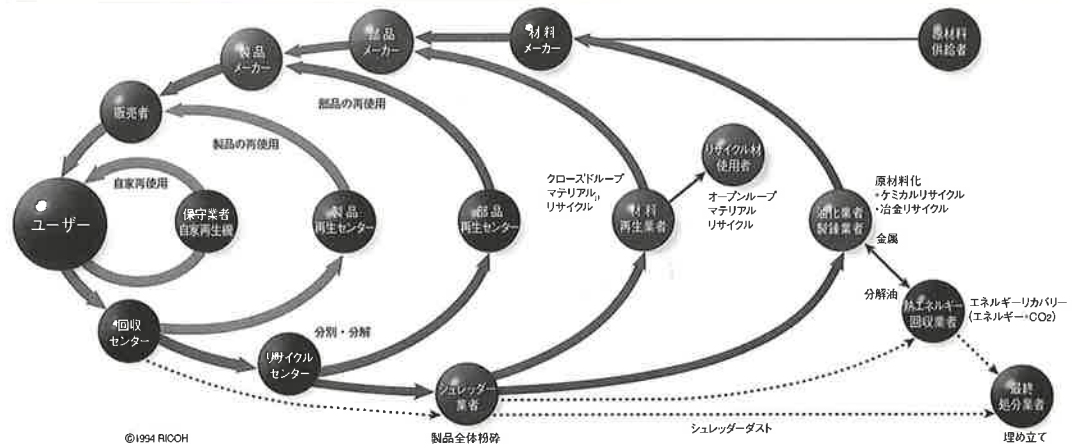 材料
メーカー
部品
メーカー
製品
メーカー
原材料
供給者
販売者
部品の再使用
製品の再使用
自家再使用
リサイクル材
使用者
クローズドループ
マテリアル
リサイクル
オープンループ
マテリアル
リサイクル
原材料化
・ケミカルリサイクル
・冶金リサイクル
ユーザー
保守業者
自家再生機
製品
再生センター
部品
再生センター
材料
再生業者
油化業者
製錬業者
金属
分解油
エネルギー
回収業者
エネルギーリカバリー
(エネルギー+CO2)
回収
センター
分別・分解
リサイクル
センター
シュレッダー
業者
最終
処分業者
シュレッダーダスト
©1994 RICOH
製品全体粉砕
埋め立て